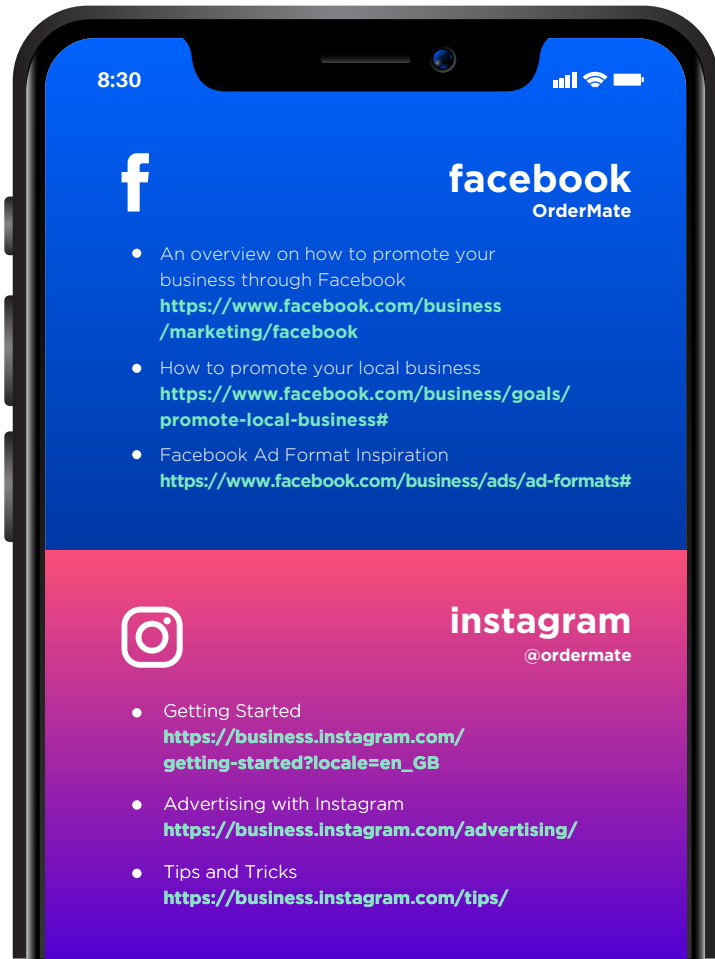 8:30
facebook
OrderMate
An overview on how to promote your
business through Facebook
https://www.facebook.com/business
/marketing/facebook
How to promote your local business
https://www.facebook.com/business/goals/
promote-local-business#
Facebook Ad Format Inspiration
https://www.facebook.com/business/ads/ad-formats#
instagram
@ordermate
Getting Started
https://business.instagram.com/
getting-started?locale=en_GB
Advertising with Instagram
https://business.instagram.com/advertising/
Tips and Tricks
https://business.instagram.com/tips/